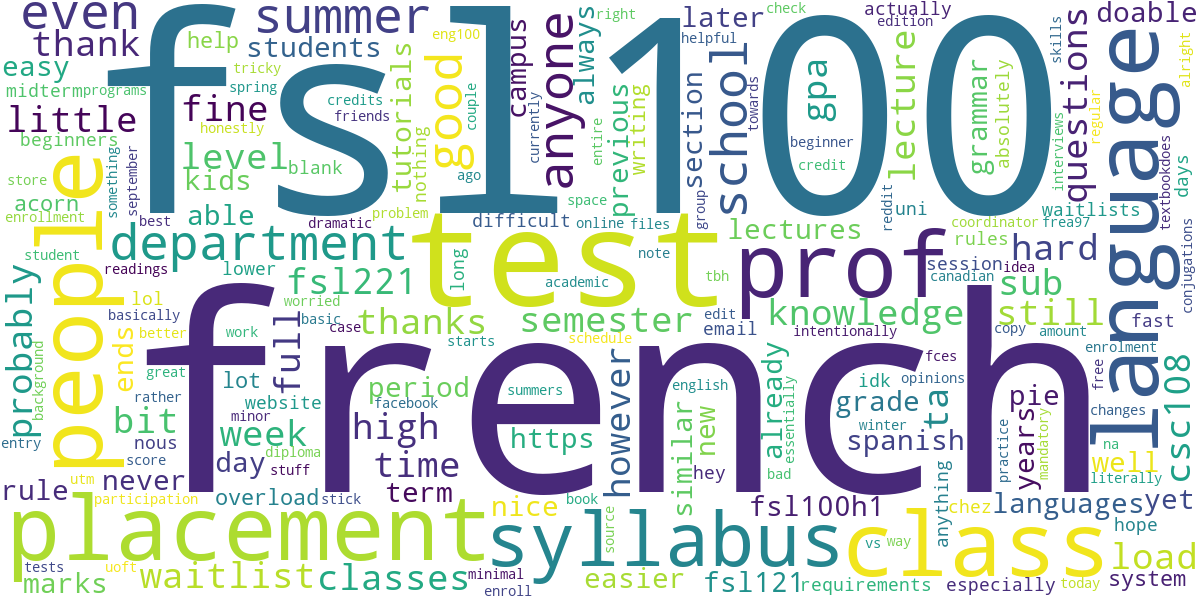 fsl100
french
test
language
people
placement
class
syllabus
prof
department
school
summer
anyone
even
thank
easy
midterm
programs
little
beginners
students
help
tricky
spring
eng100
fine
honestly
credits
friends
level
kids
blank
tutorials
nothing
good
couple
ago
currently
campus
always
right
entire
previous
writing
space
section
group
later
helpful
towards
check
gpa
beginner
credit
actually
edition
lecture
grammar
absolutely
questions
skills
interviews
regular
doable
alright
textbookdoes
days
conjugations
store
acorn
enrollment
student
something
september
able
best
dramatic
problem
difficult
online
files
lectures
reddit
uni
coordinator
frea97
waitlists
rules
hard
session
canadian
idea
sub
readings
lower
fsl221
long
academic
note
tbh
probably
background
lol
basically
better
ends
worried
basic
case
work
thanks
starts
semester
schedule
edit
email
knowledge
intentionally
still
copy
amount
enrolment
fast
free
changes
bit
great
rather
lot
website
full
period
facebook
summers
however
english
already
essentially
fces
idk
opinions
grade
winter
ta
spanish
pie
years
practice
mandatory
csc108
na
well
literally
entry
nous
score
week
minor
diploma
high
https
similar
new
hey
bad
anything
rule
utm
never
day
stuff
time
participation
overload
stick
term
nice
book
source
fsl100h1
chez
languages
yet
hope
vs
way
load
tests
uoft
marks
waitlist
classes
minimal
enroll
easier
fsl121
requirements
especially
today
system